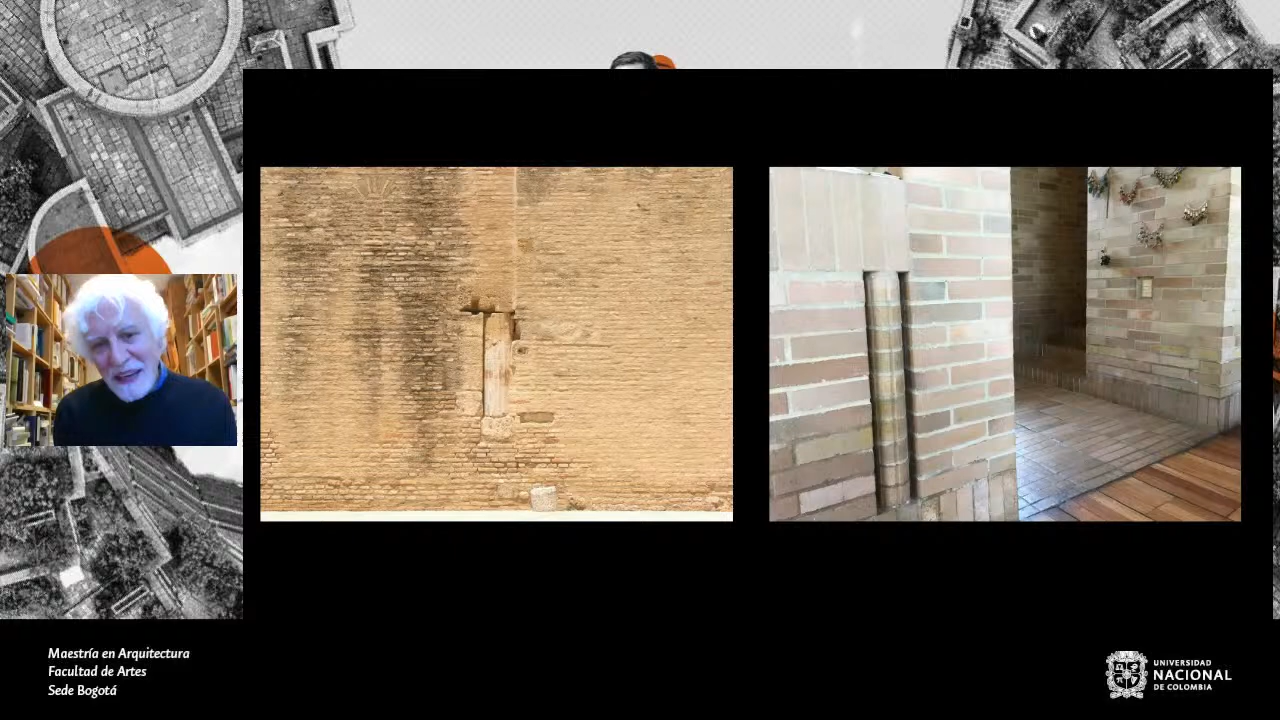 Maestría en Arquitectura
Facultad de Artes
Sede Bogotá
UNIVERSIDAD
NACIONAL
DE COLOMBIA